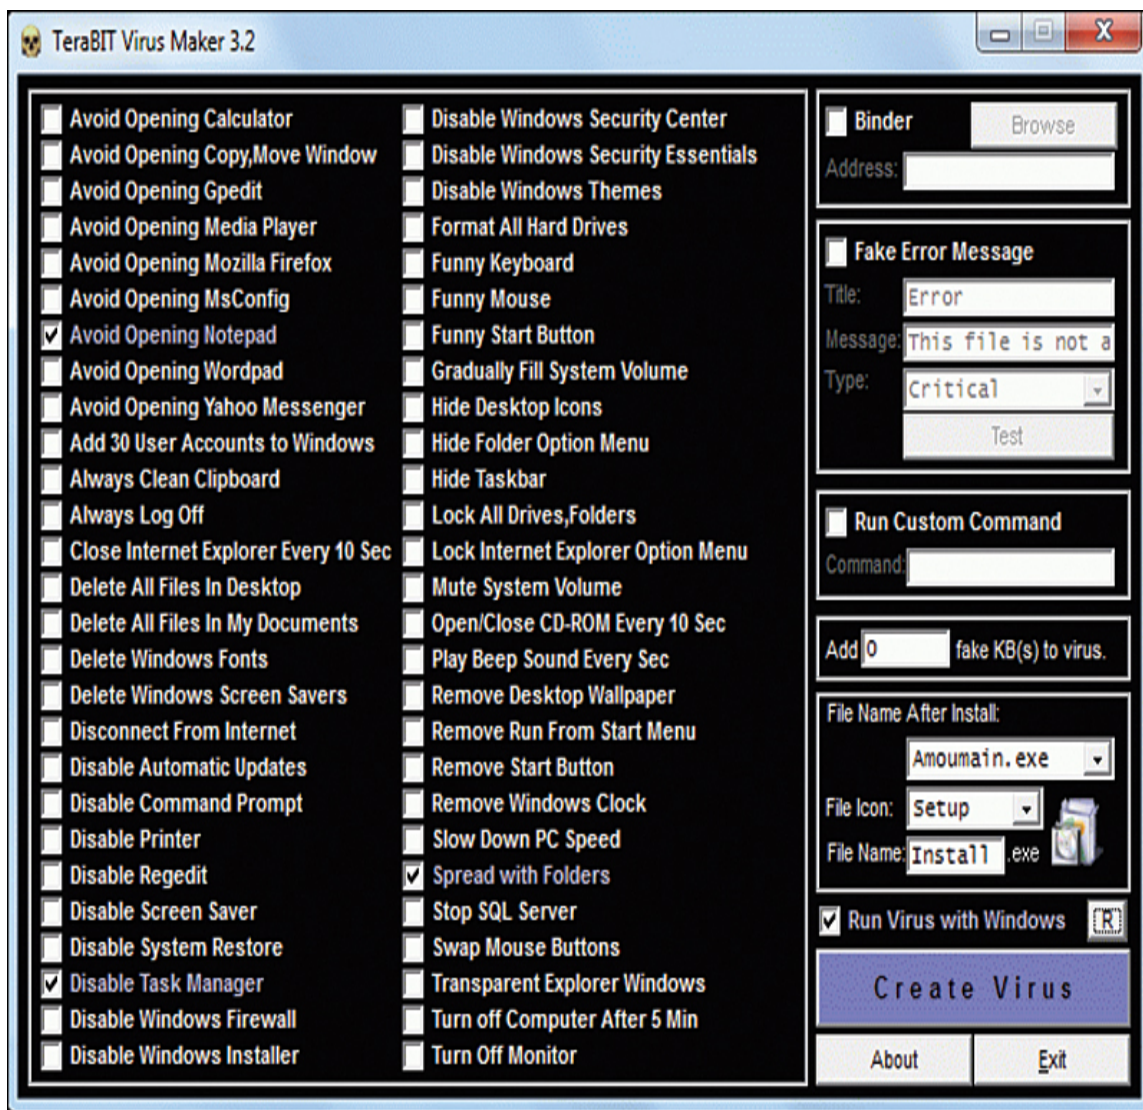 TeraBIT Virus Maker 3.2
Avoid Opening Calculator
Avoid Opening Copy,Move Window
Avoid Opening Gpedit
Avoid Opening Media Player
Avoid Opening Mozilla Firefox
Avoid Opening MsConfig
Avoid Opening Notepad
Avoid Opening Wordpad
Avoid Opening Yahoo Messenger
Add 30 User Accounts to Windows
Always Clean Clipboard
Always Log Off
Close Internet Explorer Every 10 Sec
Delete All Files In Desktop
Delete All Files In My Documents
Delete Windows Fonts
Delete Windows Screen Savers
Disconnect From Internet
Disable Automatic Updates
Disable Command Prompt
Disable Printer
Disable Regedit
Disable Screen Saver
Disable System Restore
Disable Task Manager
Disable Windows Firewall
Disable Windows Installer
Disable Windows Security Center
Disable Windows Security Essentials
Disable Windows Themes
Format All Hard Drives
Funny Keyboard
Funny Mouse
Funny Start Button
Gradually Fill System Volume
Hide Desktop Icons
Hide Folder Option Menu
Hide Taskbar
Lock All Drives,Folders
Lock Internet Explorer Option Menu
Mute System Volume
Open/Close CD-ROM Every 10 Sec
Play Beep Sound Every Sec
Remove Desktop Wallpaper
Remove Run From Start Menu
Remove Start Button
Remove Windows Clock
Slow Down PC Speed
Spread with Folders
Stop SQL Server
Swap Mouse Buttons
Transparent Explorer Windows
Turn off Computer After 5 Min
Turn Off Monitor
Binder Browse
Address:
Fake Error Message
Title: Error
Message: This file is not a
Type: Critical
Test
Run Custom Command
Command:
Add 0 fake KB(s) to virus.
File Name After Install:
Amoumain.exe
File Icon: Setup
File Name: Install .exe
Run Virus with Windows R
Create Virus
About Exit